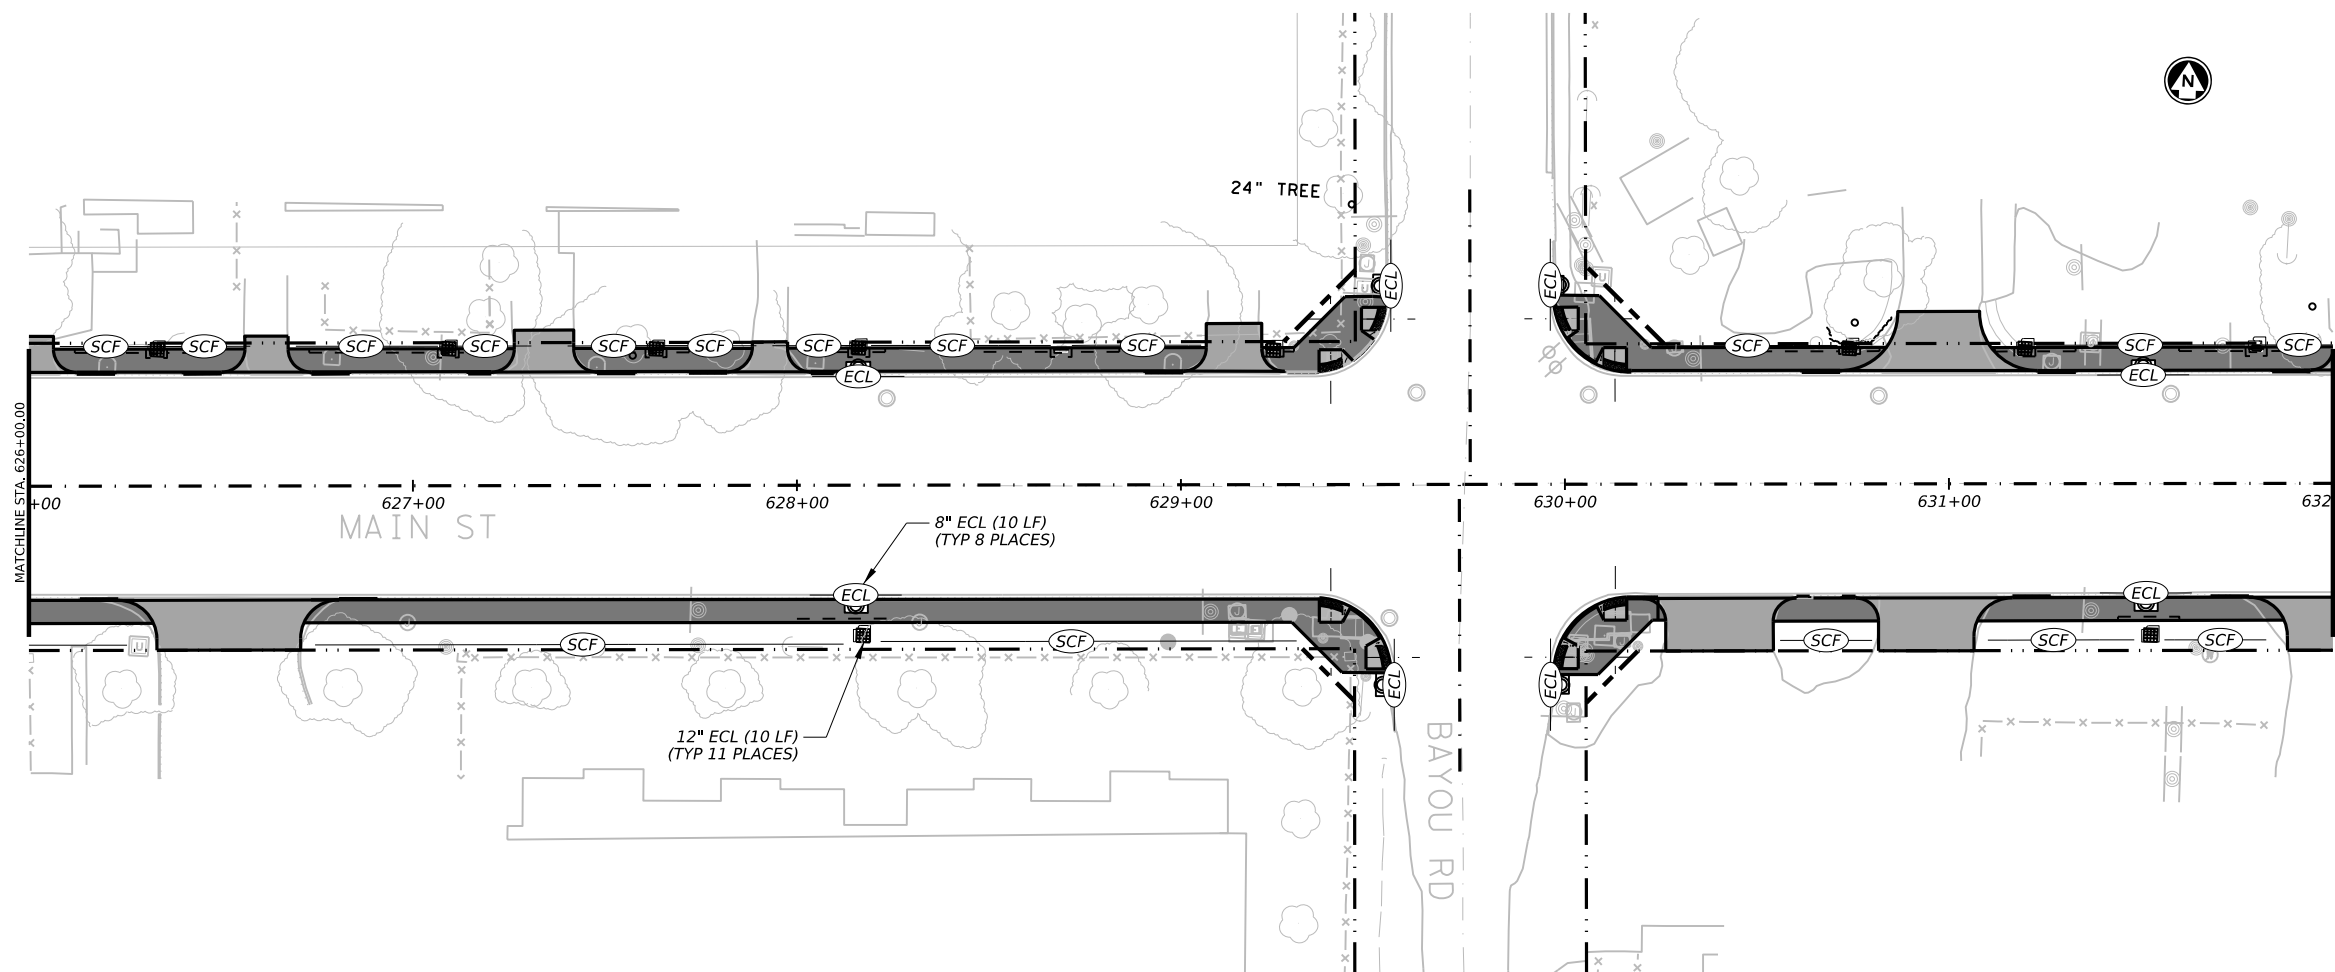 N
24" TREE
ECL
ECL
SCF
SCF
SCF
SCF
SCF
SCF
SCF
SCF
SCF
SCF
SCF
SCF
ECL
ECL
MATCHLINE STA. 626+00.00
+00
627+00
628+00
629+00
630+00
631+00
632
MAIN ST
8" ECL (10 LF)
(TYP 8 PLACES)
ECL
ECL
SCF
SCF
SCF
SCF
SCF
ECL
ECL
12" ECL (10 LF)
(TYP 11 PLACES)
BAYOU RD